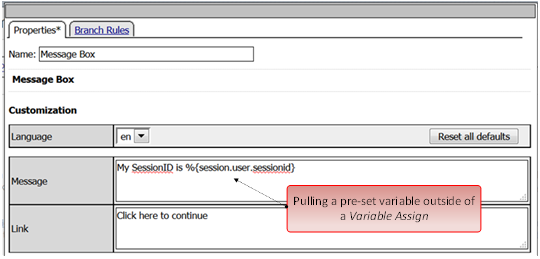 Properties* Branch Rules
Name: Message Box
Message Box
Customization
Language en Reset all defaults
Message My SessionID is %{session.user.sessionid}
Pulling a pre-set variable outside of
a Variable Assign
Link Click here to continue